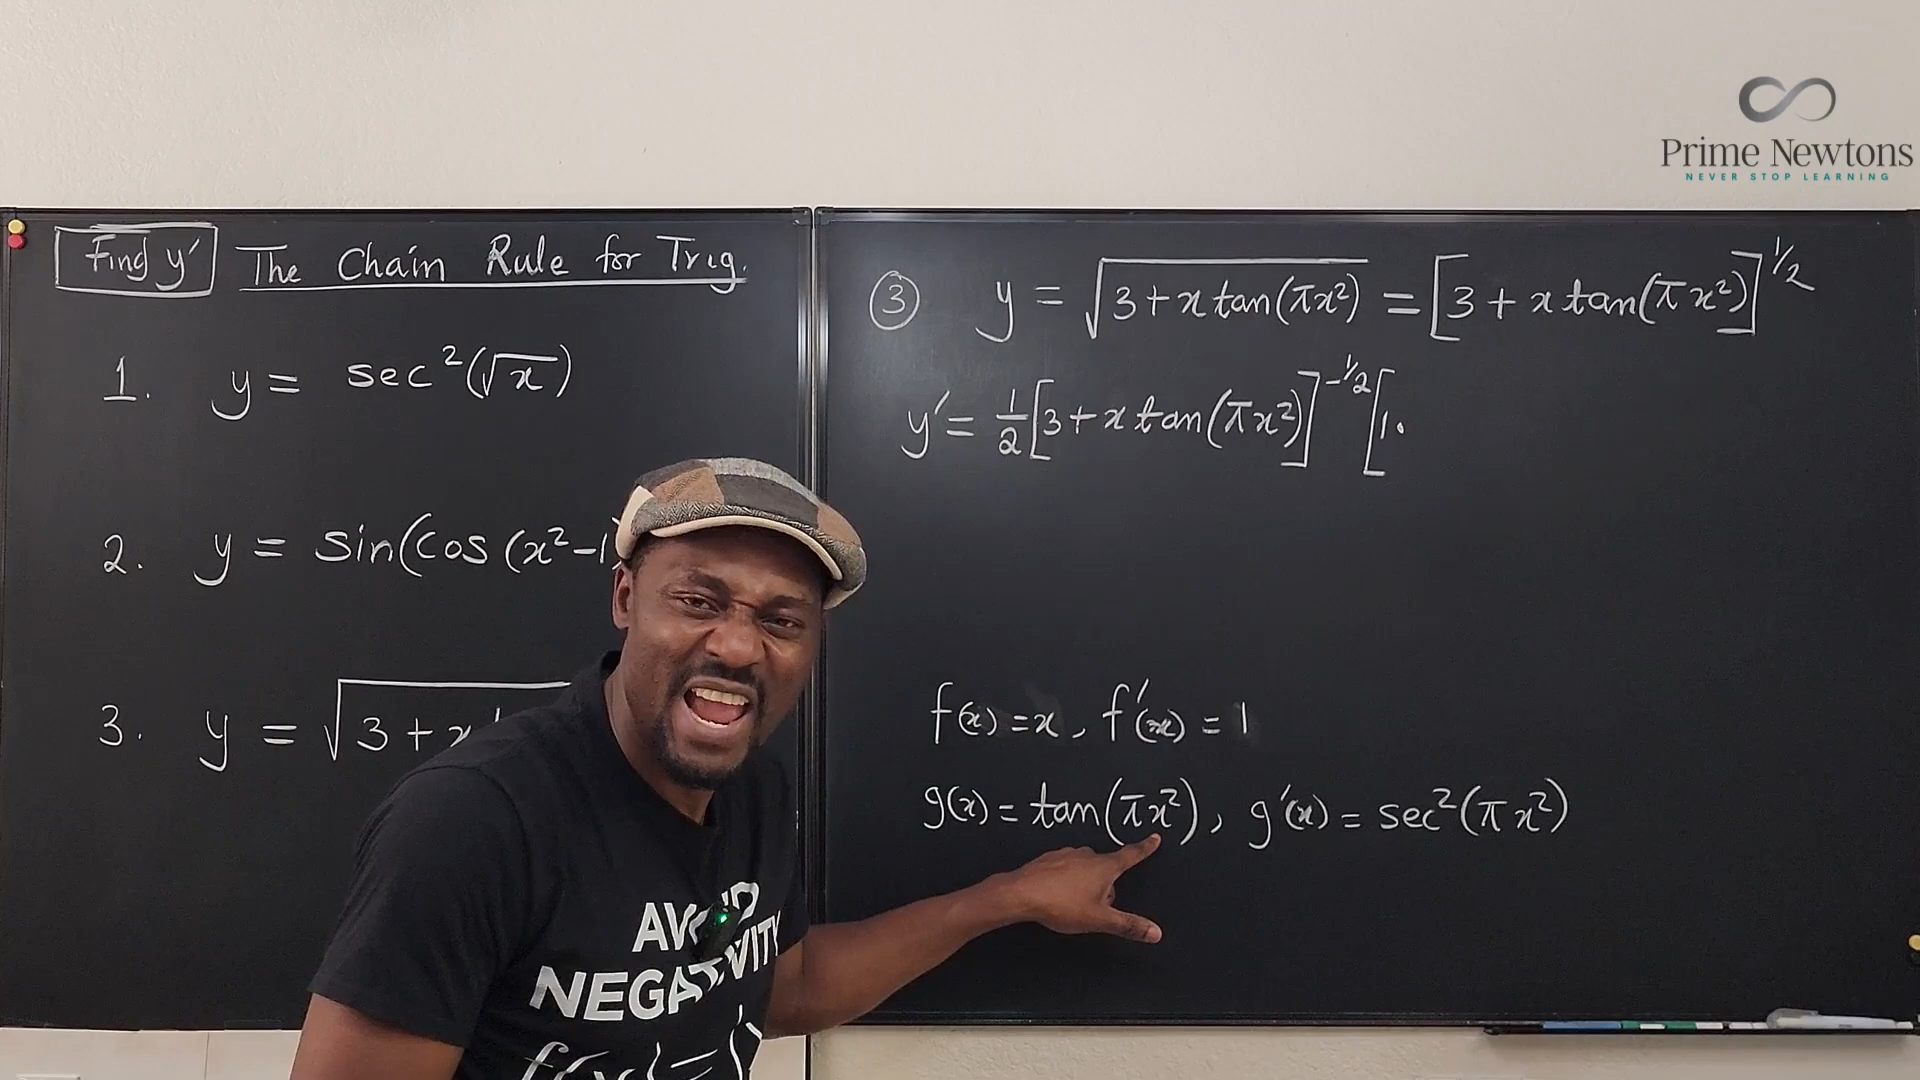 Prime Newtons
NEVER STOP LEARNING
Find y′ The Chain Rule for Trig.
1. y = sec²(√x)
2. y = sin(cos(x²-1)
3. y = √3+x
③ y = √3+x tan(πx²) = [3+x tan(πx²)]^1/2
y′ = 1/2[3+x tan(πx²)]^-1/2[1.
f(x) = x, f′(x) = 1
g(x) = tan(πx²), g′(x) = sec²(πx²)
AVOID
NEGATIVITY